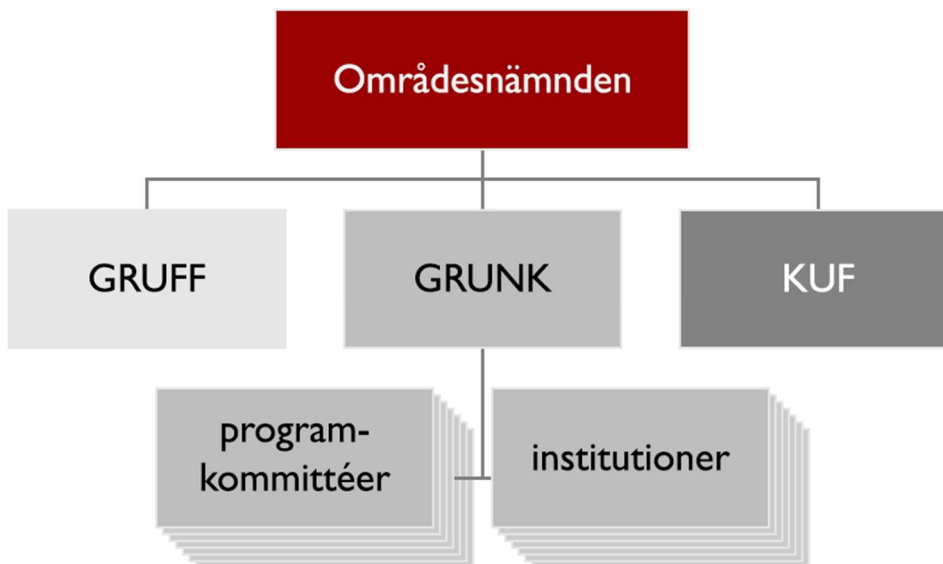 Områdesnämnden
GRUFF
GRUNK
KUF
program-
kommittéer
institutioner